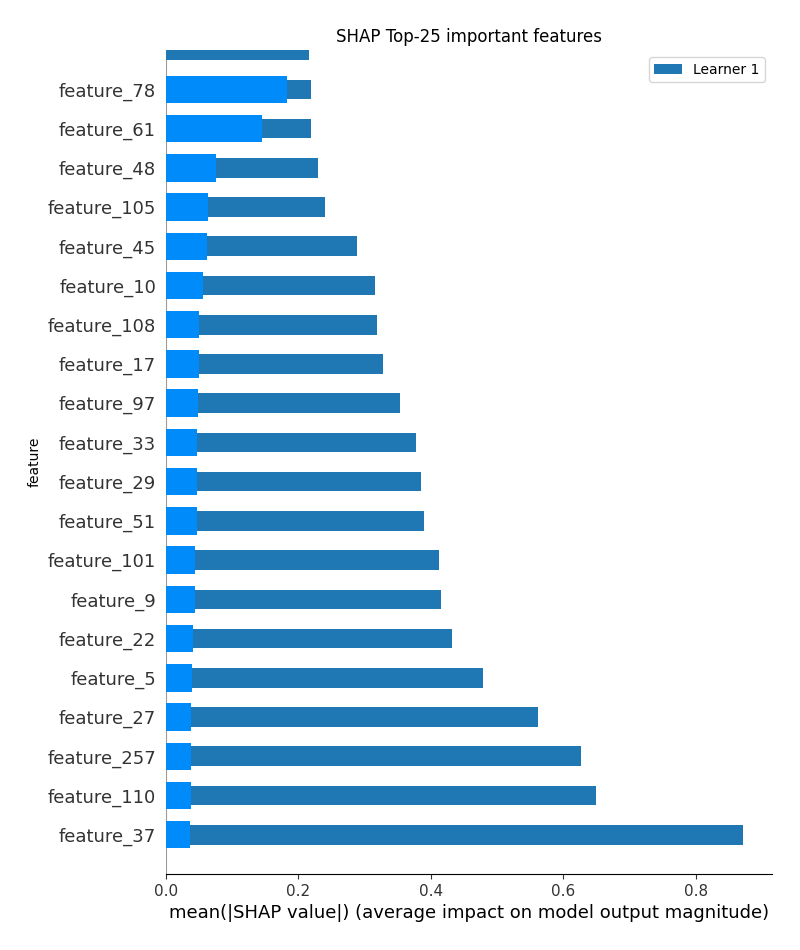 SHAP Top-25 important features
Learner 1
feature_78
feature_61
feature_48
feature_105
feature_45
feature_10
feature_108
feature_17
feature_97
feature_33
feature_29
feature_51
feature_101
feature_9
feature_22
feature_5
feature_27
feature_257
feature_110
feature_37
feature
0.0 0.2 0.4 0.6 0.8
mean(|SHAP value|) (average impact on model output magnitude)